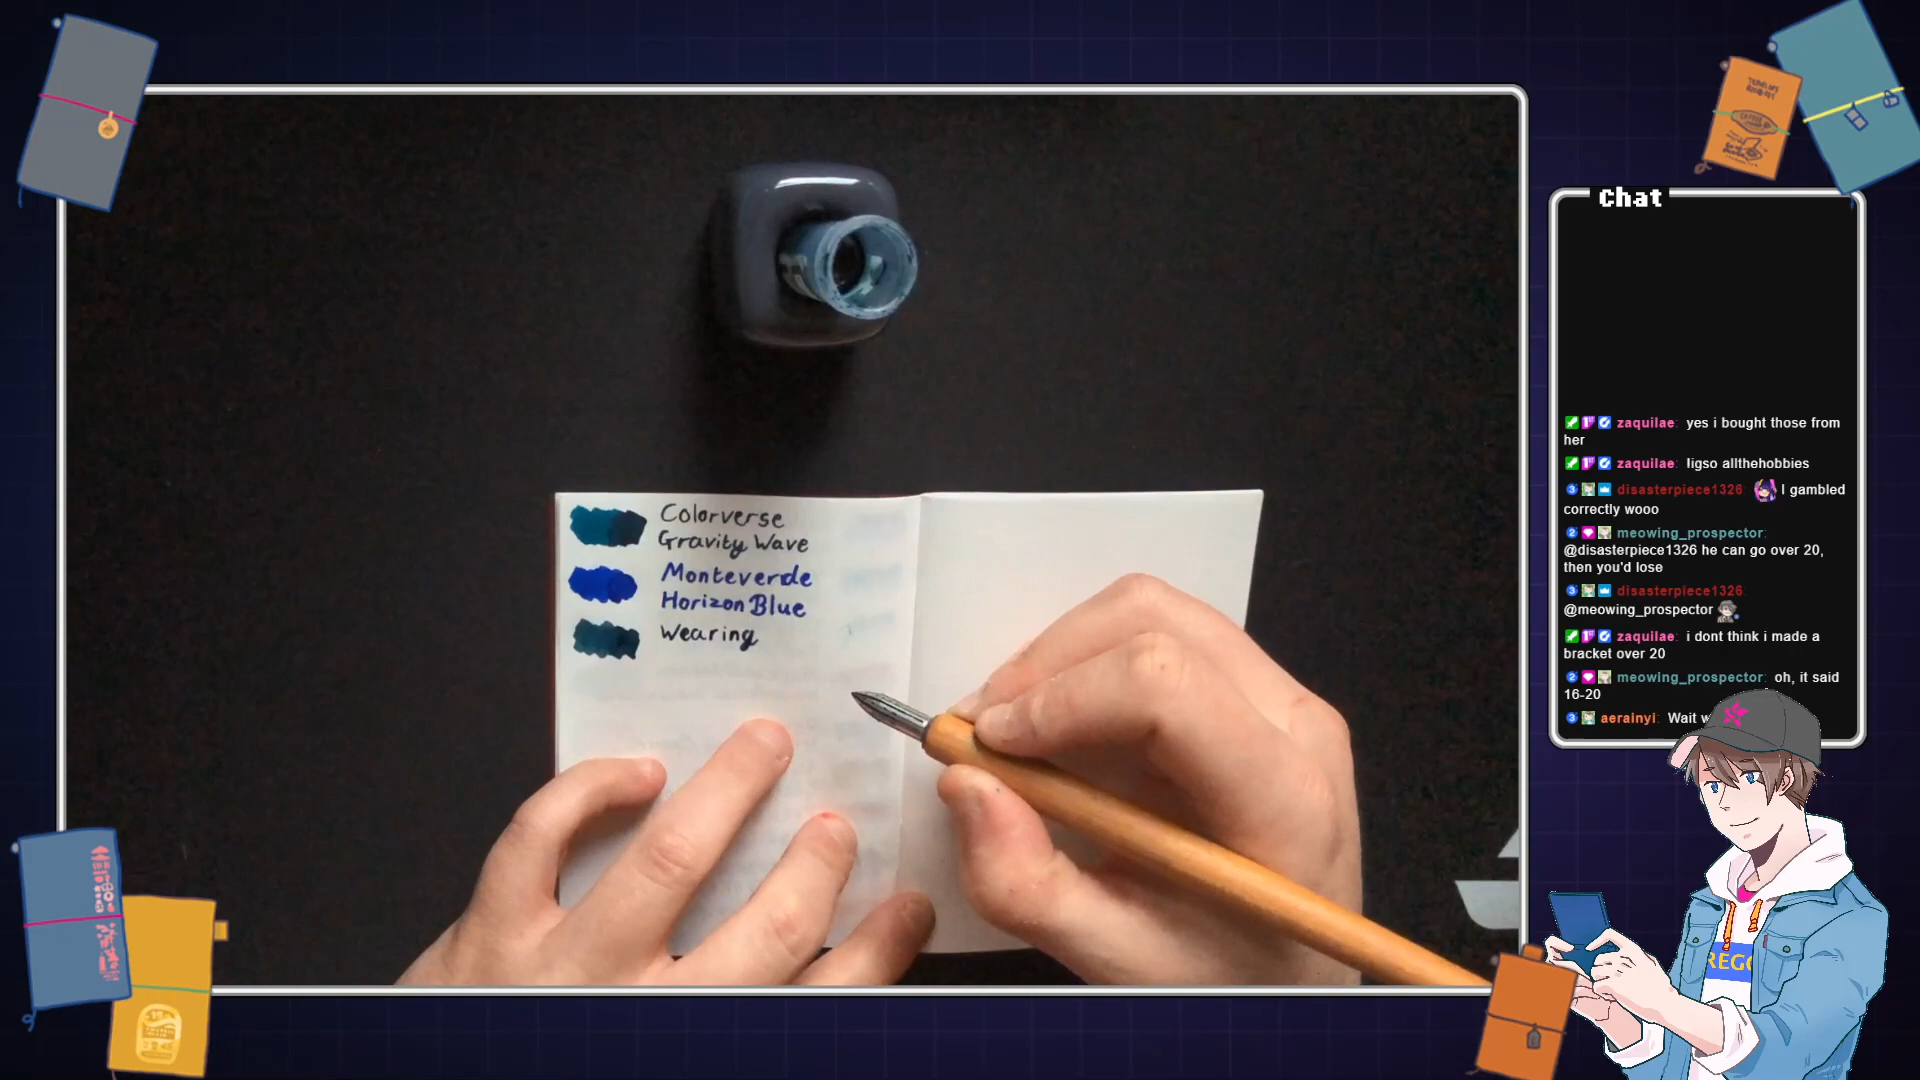 chat
zaquilae: yes i bought those from
her
zaquilae: !igso allthehobbies
disasterpiece1326: I gambled
correctly wooo
meowing_prospector:
@disasterpiece1326 he can go over 20,
then you'd lose
disasterpiece1326:
@meowing_prospector
zaquilae: i dont think i made a
bracket over 20
meowing_prospector: oh, it said
16-20
aerainyi: Wait
Colorverse
Gravity Wave
Monteverde
Horizon Blue
Wearing